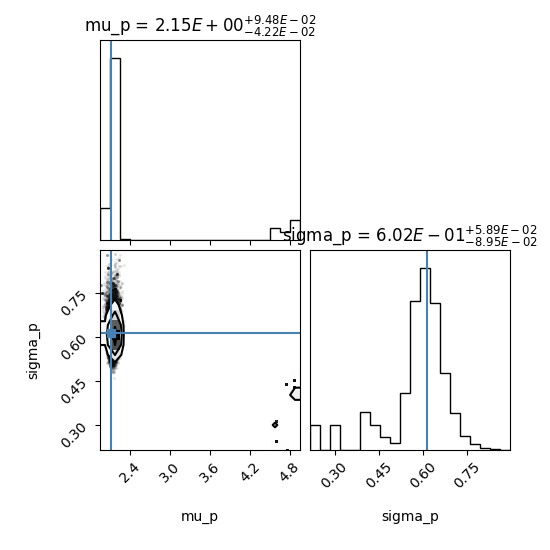 mu_p = 2.15E + 00+9.48E − 02−4.22E − 02
sigma_p = 6.02E − 01+5.89E − 02−8.95E − 02
sigma_p
0.75
0.60
0.45
0.30
2.4 3.0 3.6 4.2 4.8
0.30 0.45 0.60 0.75
mu_p
sigma_p